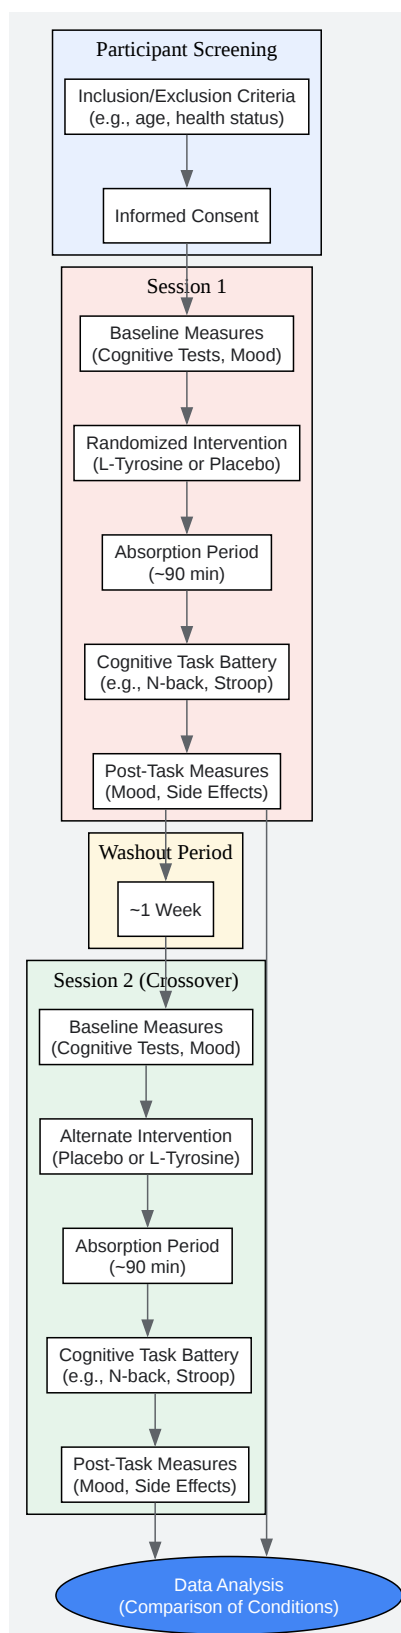 Participant Screening
Inclusion/Exclusion Criteria
(e.g., age, health status)
Informed Consent
Session 1
Baseline Measures
(Cognitive Tests, Mood)
Randomized Intervention
(L-Tyrosine or Placebo)
Absorption Period
(~90 min)
Cognitive Task Battery
(e.g., N-back, Stroop)
Post-Task Measures
(Mood, Side Effects)
Washout Period
~1 Week
Session 2 (Crossover)
Baseline Measures
(Cognitive Tests, Mood)
Alternate Intervention
(Placebo or L-Tyrosine)
Absorption Period
(~90 min)
Cognitive Task Battery
(e.g., N-back, Stroop)
Post-Task Measures
(Mood, Side Effects)
Data Analysis
(Comparison of Conditions)